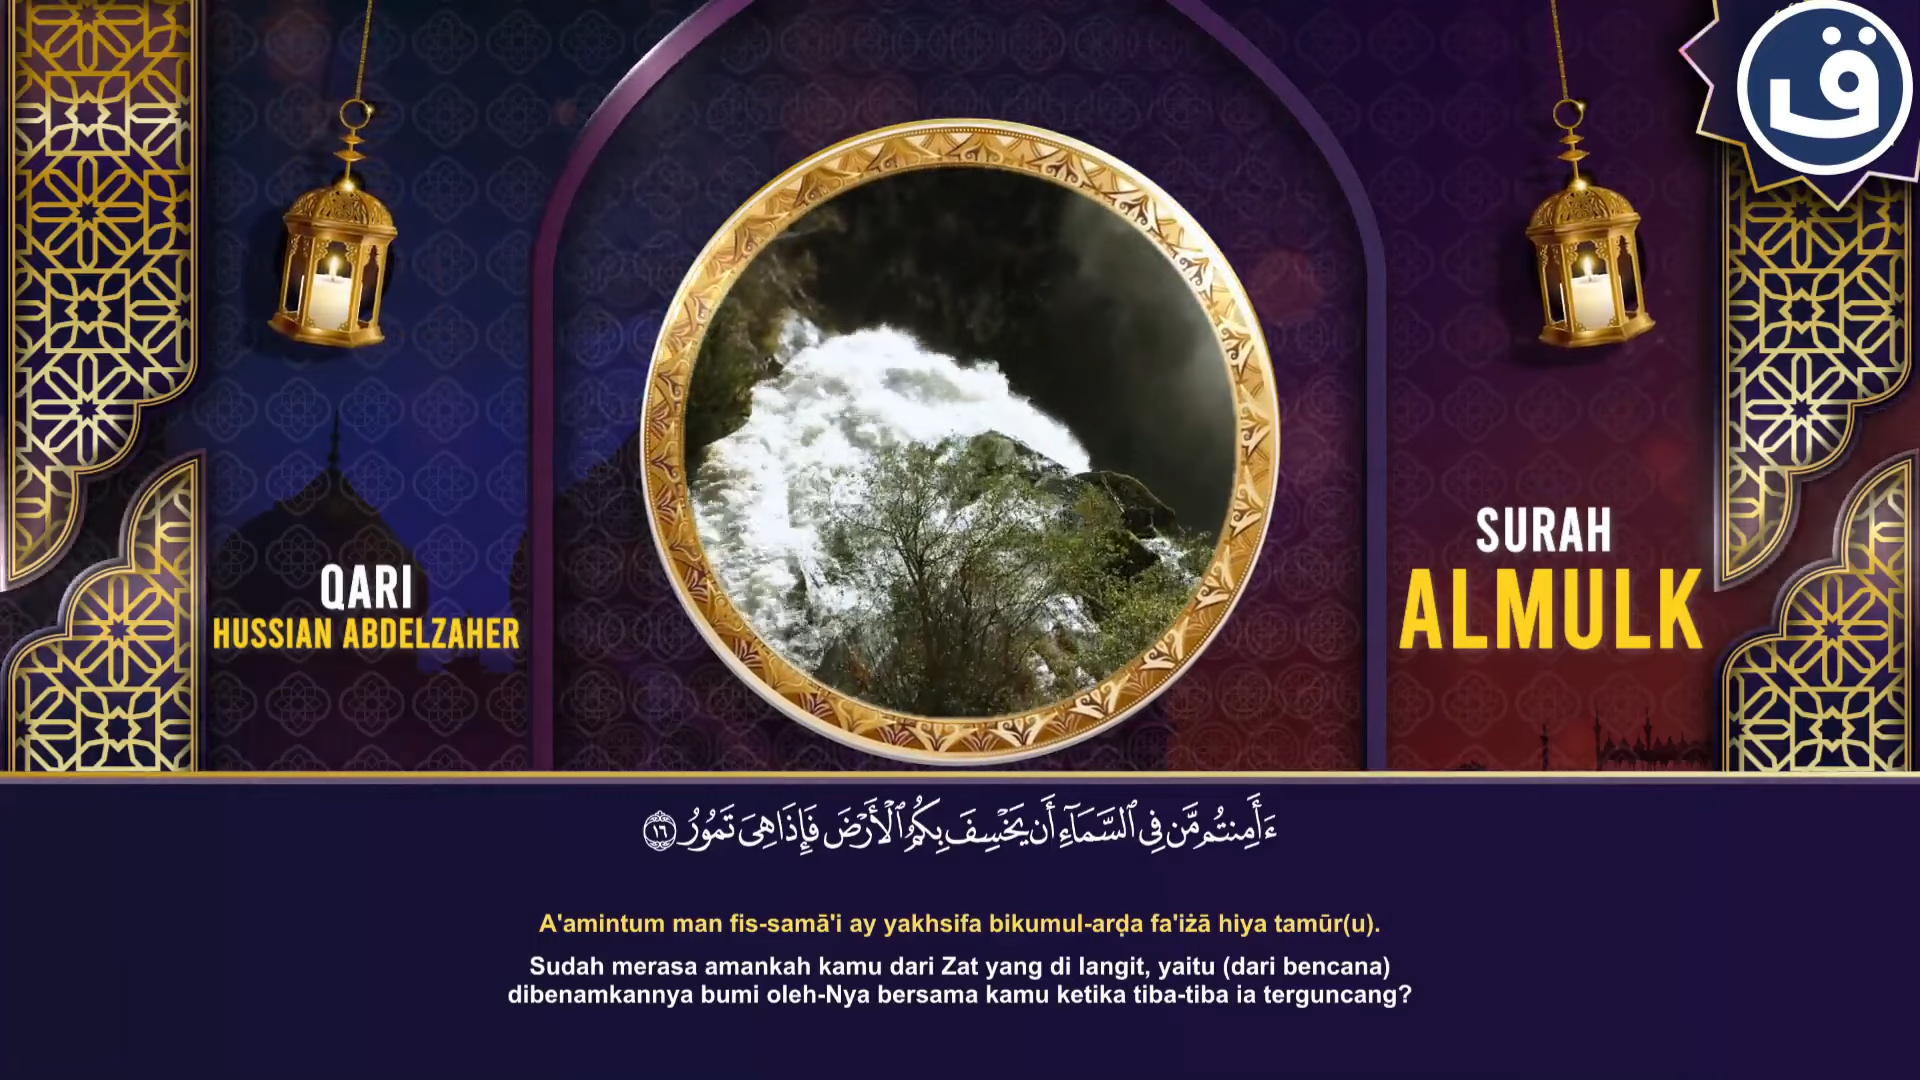 ق
QARI
HUSSIAN ABDELZAHER
SURAH
ALMULK
ءَأَمِنتُم مَّن فِي ٱلسَّمَآءِ أَن يَخْسِفَ بِكُمُ ٱلْأَرْضَ فَإِذَا هِيَ تَمُورُ ١٦
A'amintum man fis-samā'i ay yakhsifa bikumul-arḍa fa'iżā hiya tamūr(u).
Sudah merasa amankah kamu dari Zat yang di langit, yaitu (dari bencana)
dibenamkannya bumi oleh-Nya bersama kamu ketika tiba-tiba ia terguncang?